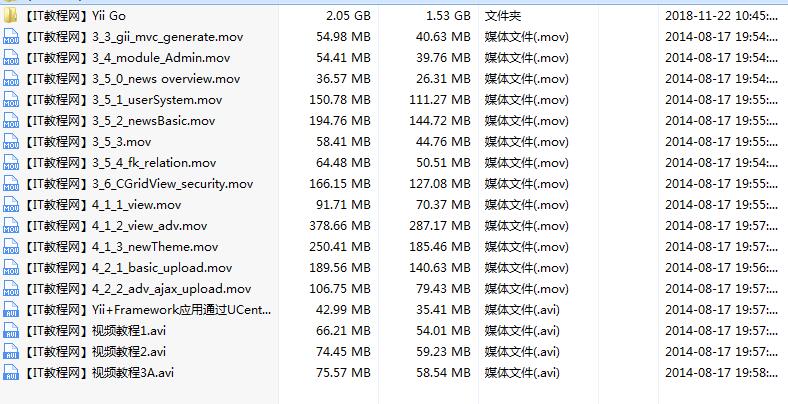 【IT教程网】Yii Go 2.05 GB 1.53 GB 文件夹 2018-11-22 10:45:...
【IT教程网】3_3_gii_mvc_generate.mov 54.98 MB 40.63 MB 媒体文件(.mov) 2014-08-17 19:54:...
【IT教程网】3_4_module_Admin.mov 54.41 MB 39.76 MB 媒体文件(.mov) 2014-08-17 19:54:...
【IT教程网】3_5_0_news overview.mov 36.57 MB 26.31 MB 媒体文件(.mov) 2014-08-17 19:54:...
【IT教程网】3_5_1_userSystem.mov 150.78 MB 111.27 MB 媒体文件(.mov) 2014-08-17 19:55:...
【IT教程网】3_5_2_newsBasic.mov 194.76 MB 144.72 MB 媒体文件(.mov) 2014-08-17 19:55:...
【IT教程网】3_5_3.mov 58.41 MB 44.76 MB 媒体文件(.mov) 2014-08-17 19:55:...
【IT教程网】3_5_4_fk_relation.mov 64.48 MB 50.51 MB 媒体文件(.mov) 2014-08-17 19:54:...
【IT教程网】3_6_CGridView_security.mov 166.15 MB 127.08 MB 媒体文件(.mov) 2014-08-17 19:55:...
【IT教程网】4_1_1_view.mov 91.71 MB 70.37 MB 媒体文件(.mov) 2014-08-17 19:55:...
【IT教程网】4_1_2_view_adv.mov 378.66 MB 287.17 MB 媒体文件(.mov) 2014-08-17 19:57:...
【IT教程网】4_1_3_newTheme.mov 250.41 MB 185.46 MB 媒体文件(.mov) 2014-08-17 19:57:...
【IT教程网】4_2_1_basic_upload.mov 189.56 MB 140.63 MB 媒体文件(.mov) 2014-08-17 19:56:...
【IT教程网】4_2_2_adv_ajax_upload.mov 106.75 MB 79.43 MB 媒体文件(.mov) 2014-08-17 19:57:...
【IT教程网】Yii+Framework应用通过UCent... 42.99 MB 35.41 MB 媒体文件(.avi) 2014-08-17 19:57:...
【IT教程网】视频教程1.avi 66.21 MB 54.01 MB 媒体文件(.avi) 2014-08-17 19:57:...
【IT教程网】视频教程2.avi 74.45 MB 59.23 MB 媒体文件(.avi) 2014-08-17 19:57:...
【IT教程网】视频教程3A.avi 75.57 MB 58.54 MB 媒体文件(.avi) 2014-08-17 19:58:...